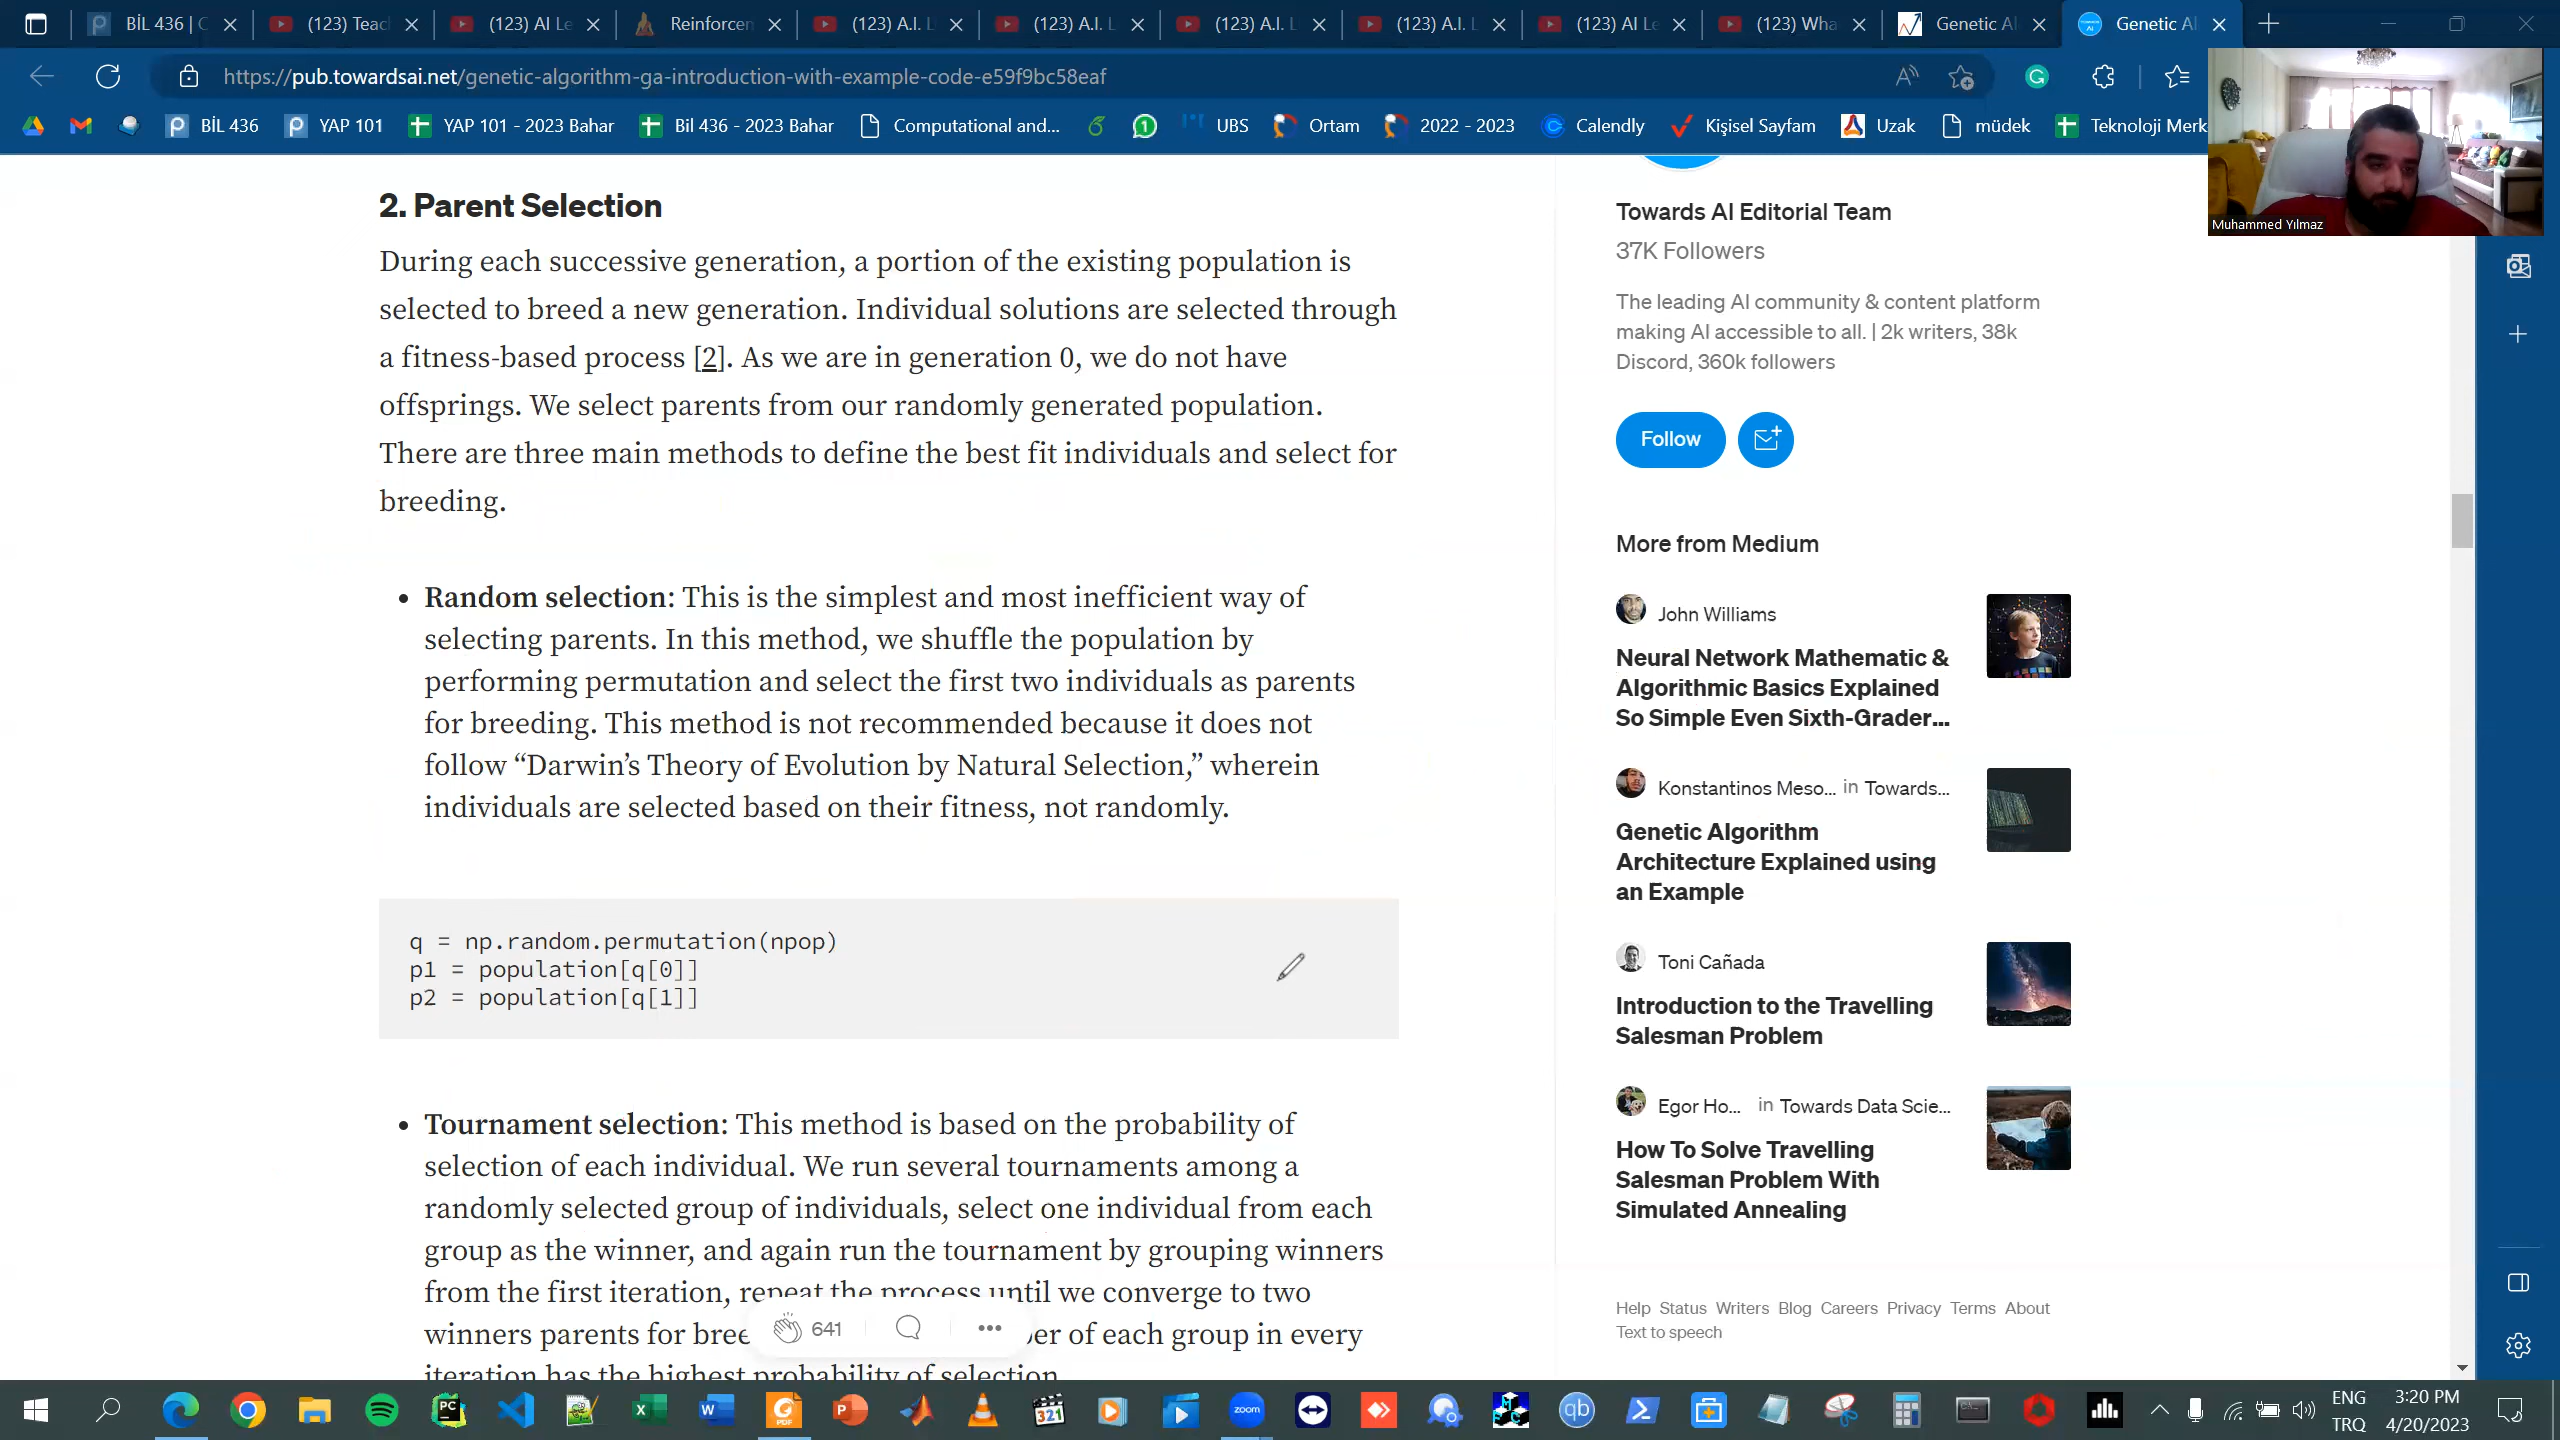 BİL 436 | C
(123) Teac
(123) AI Le
Reinforcem
(123) A.I. L
(123) A.I. L
(123) A.I. L
(123) A.I. L
(123) AI Le
(123) Wha
Genetic Al
Genetic Al
https://pub.towardsai.net/genetic-algorithm-ga-introduction-with-example-code-e59f9bc58eaf
BİL 436
YAP 101
YAP 101 - 2023 Bahar
Bil 436 - 2023 Bahar
Computational and...
1
UBS
Ortam
2022 - 2023
Calendly
Kişisel Sayfam
Uzak
müdek
Teknoloji Merk
Muhammed Yılmaz
2. Parent Selection
During each successive generation, a portion of the existing population is
selected to breed a new generation. Individual solutions are selected through
a fitness-based process [2]. As we are in generation 0, we do not have
offsprings. We select parents from our randomly generated population.
There are three main methods to define the best fit individuals and select for
breeding.
• Random selection: This is the simplest and most inefficient way of
selecting parents. In this method, we shuffle the population by
performing permutation and select the first two individuals as parents
for breeding. This method is not recommended because it does not
follow “Darwin’s Theory of Evolution by Natural Selection,” wherein
individuals are selected based on their fitness, not randomly.
q = np.random.permutation(npop)
p1 = population[q[0]]
p2 = population[q[1]]
• Tournament selection: This method is based on the probability of
selection of each individual. We run several tournaments among a
randomly selected group of individuals, select one individual from each
group as the winner, and again run the tournament by grouping winners
from the first iteration, repeat the process until we converge to two
winners parents for bree er of each group in every
iteration has the highest probability of selection.
641
Towards AI Editorial Team
37K Followers
The leading AI community & content platform
making AI accessible to all. | 2k writers, 38k
Discord, 360k followers
Follow
More from Medium
John Williams
Neural Network Mathematic &
Algorithmic Basics Explained
So Simple Even Sixth-Grader...
Konstantinos Meso... in Towards...
Genetic Algorithm
Architecture Explained using
an Example
Toni Cañada
Introduction to the Travelling
Salesman Problem
Egor Ho... in Towards Data Scie...
How To Solve Travelling
Salesman Problem With
Simulated Annealing
Help Status Writers Blog Careers Privacy Terms About
Text to speech
PC
321
zoom
qb
ENG
TRQ
3:20 PM
4/20/2023